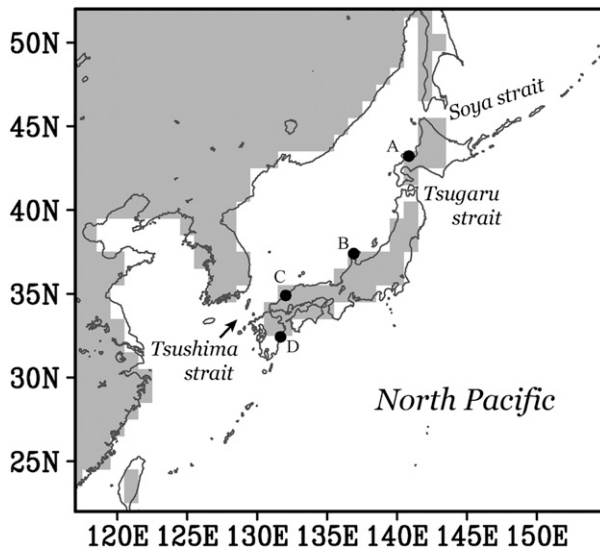 50N
45N
40N
35N
30N
25N
Soya strait
A
Tsugaru
strait
B
C
Tsushima
strait
D
North Pacific
120E 125E 130E 135E 140E 145E 150E